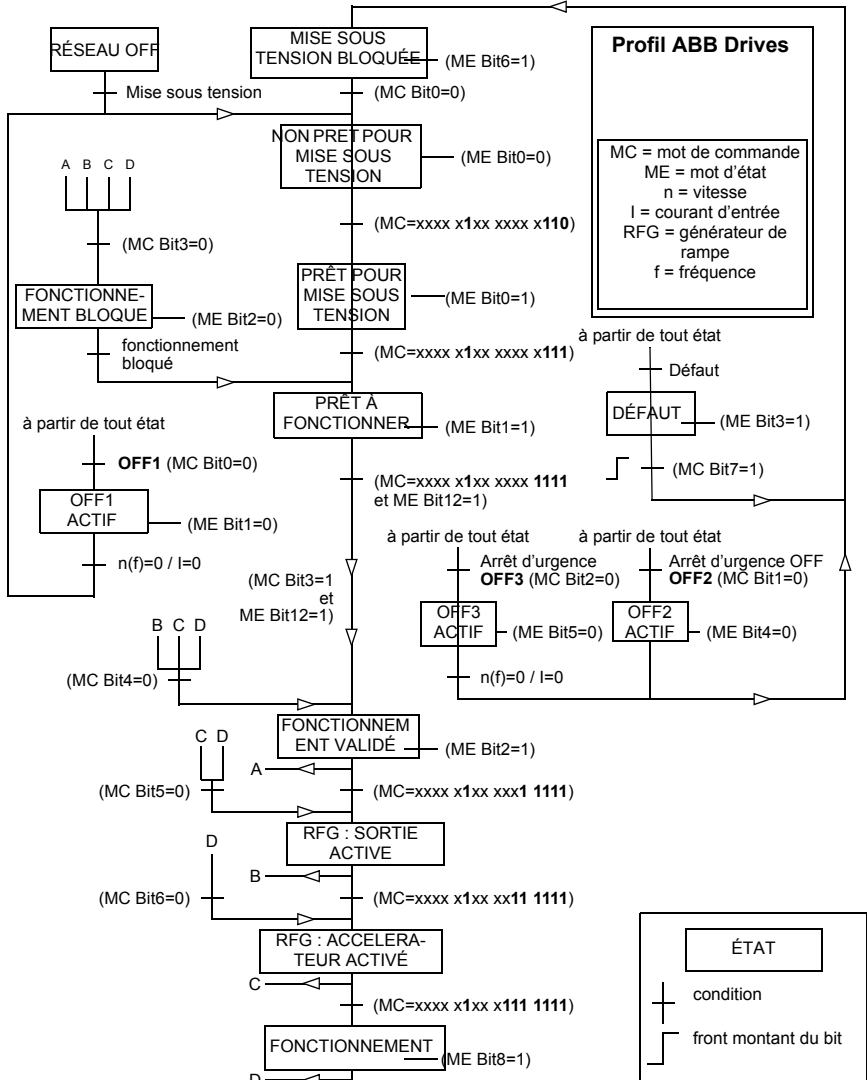 RÉSEAU OFF
Mise sous tension
MISE SOUS
TENSION BLOQUÉE
(ME Bit6=1)
(MC Bit0=0)
Profil ABB Drives
MC = mot de commande
ME = mot d'état
n = vitesse
I = courant d'entrée
RFG = générateur de
rampe
f = fréquence
NON PRET POUR
MISE SOUS
TENSION
(ME Bit0=0)
A B C D
(MC Bit3=0)
(MC=xxxx x1xx xxxx x110)
FONCTIONNE-
MENT BLOQUE
(ME Bit2=0)
fonctionnement
bloqué
PRÊT POUR
MISE SOUS
TENSION
(ME Bit0=1)
(MC=xxxx x1xx xxxx x111)
à partir de tout état
Défaut
DÉFAUT
(ME Bit3=1)
(MC Bit7=1)
PRÊT À
FONCTIONNER
(ME Bit1=1)
à partir de tout état
OFF1 (MC Bit0=0)
OFF1
ACTIF
(ME Bit1=0)
n(f)=0 / I=0
(MC=xxxx x1xx xxxx 1111
et ME Bit12=1)
(MC Bit3=1
et
ME Bit12=1)
à partir de tout état
Arrêt d'urgence
OFF3 (MC Bit2=0)
OFF3
ACTIF
(ME Bit5=0)
n(f)=0 / I=0
à partir de tout état
Arrêt d'urgence OFF
OFF2 (MC Bit1=0)
OFF2
ACTIF
(ME Bit4=0)
B C D
(MC Bit4=0)
FONCTIONNEM
ENT VALIDÉ
(ME Bit2=1)
A
C D
(MC Bit5=0)
(MC=xxxx x1xx xxx1 1111)
RFG : SORTIE
ACTIVE
B
D
(MC Bit6=0)
(MC=xxxx x1xx xx11 1111)
RFG : ACCELERA-
TEUR ACTIVÉ
C
(MC=xxxx x1xx x111 1111)
FONCTIONNEMENT
(ME Bit8=1)
D
ÉTAT
condition
front montant du bit